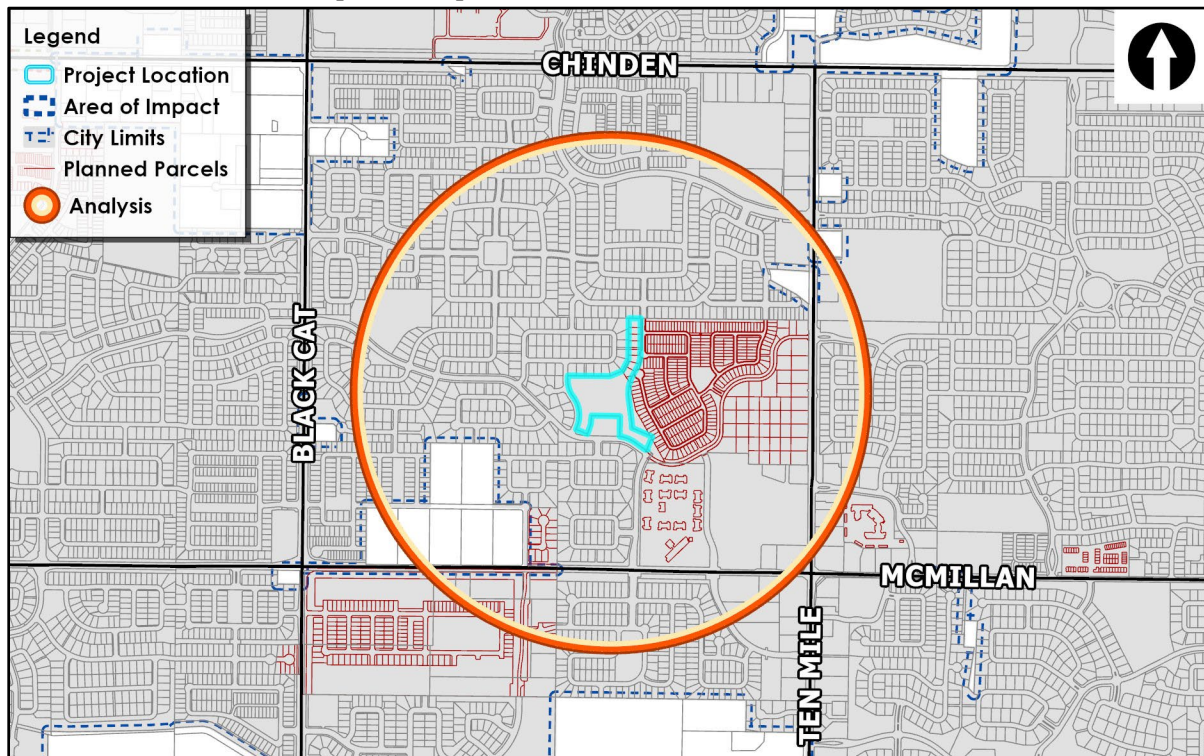 Legend
Project Location
Area of Impact
City Limits
Planned Parcels
Analysis
CHINDEN
BLACK CAT
MCMILLAN
TEN MILE